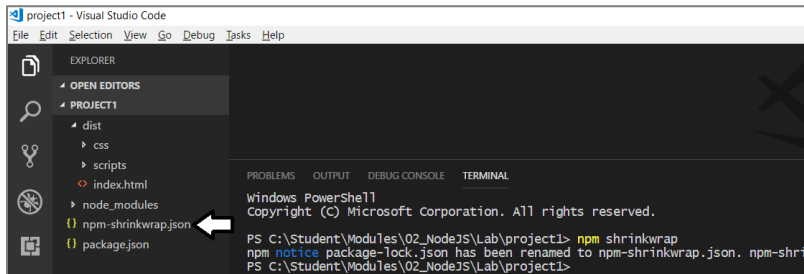 project1 - Visual Studio Code
File Edit Selection View Go Debug Tasks Help
EXPLORER
OPEN EDITORS
PROJECT1
dist
css
scripts
index.html
node_modules
npm-shrinkwrap.json
package.json
PROBLEMS OUTPUT DEBUG CONSOLE TERMINAL
Windows PowerShell
Copyright (C) Microsoft Corporation. All rights reserved.
PS C:\Student\Modules\02_NodeJS\Lab\project1> npm shrinkwrap
npm notice package-lock.json has been renamed to npm-shrinkwrap.json. npm-shri
PS C:\Student\Modules\02_NodeJS\Lab\project1>